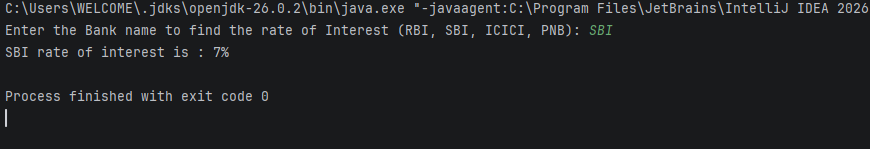 C:\Users\WELCOME\.jdks\openjdk-26.0.2\bin\java.exe "-javaagent:C:\Program Files\JetBrains\IntelliJ IDEA 2026
Enter the Bank name to find the rate of Interest (RBI, SBI, ICICI, PNB): SBI
SBI rate of interest is : 7%
Process finished with exit code 0